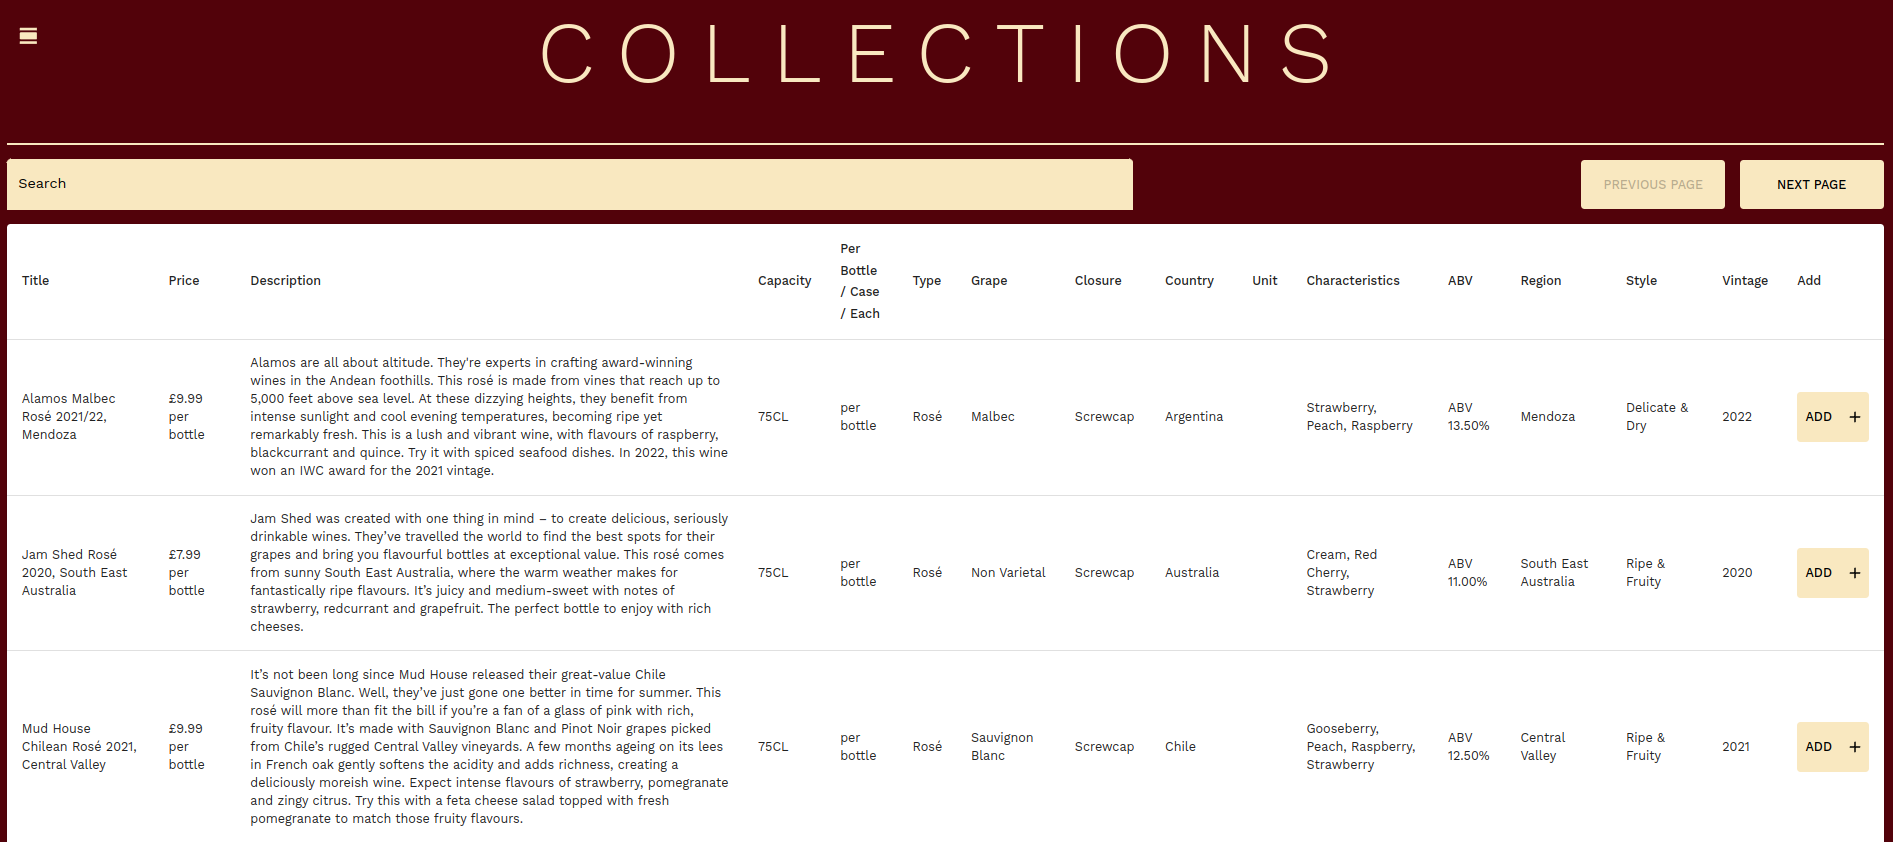 COLLECTIONS
Search
PREVIOUS PAGE
NEXT PAGE
Title
Price
Description
Capacity
Per
Bottle
/ Case
/ Each
Type
Grape
Closure
Country
Unit
Characteristics
ABV
Region
Style
Vintage
Add
Alamos Malbec
Rosé 2021/22,
Mendoza
£9.99
per
bottle
Alamos are all about altitude. They're experts in crafting award-winning
wines in the Andean foothills. This rosé is made from vines that reach up to
5,000 feet above sea level. At these dizzying heights, they benefit from
intense sunlight and cool evening temperatures, becoming ripe yet
remarkably fresh. This is a lush and vibrant wine, with flavours of raspberry,
blackcurrant and quince. Try it with spiced seafood dishes. In 2022, this wine
won an IWC award for the 2021 vintage.
75CL
per
bottle
Rosé
Malbec
Screwcap
Argentina
Strawberry,
Peach, Raspberry
ABV
13.50%
Mendoza
Delicate &
Dry
2022
ADD +
Jam Shed Rosé
2020, South East
Australia
£7.99
per
bottle
Jam Shed was created with one thing in mind – to create delicious, seriously
drinkable wines. They’ve travelled the world to find the best spots for their
grapes and bring you flavourful bottles at exceptional value. This rosé comes
from sunny South East Australia, where the warm weather makes for
fantastically ripe flavours. It’s juicy and medium-sweet with notes of
strawberry, redcurrant and grapefruit. The perfect bottle to enjoy with rich
cheeses.
75CL
per
bottle
Rosé
Non Varietal
Screwcap
Australia
Cream, Red
Cherry,
Strawberry
ABV
11.00%
South East
Australia
Ripe &
Fruity
2020
ADD +
Mud House
Chilean Rosé 2021,
Central Valley
£9.99
per
bottle
It’s not been long since Mud House released their great-value Chile
Sauvignon Blanc. Well, they’ve just gone one better in time for summer. This
rosé will more than fit the bill if you’re a fan of a glass of pink with rich,
fruity flavour. It’s made with Sauvignon Blanc and Pinot Noir grapes picked
from Chile’s rugged Central Valley vineyards. A few months ageing on its lees
in French oak gently softens the acidity and adds richness, creating a
deliciously moreish wine. Expect intense flavours of strawberry, pomegranate
and zingy citrus. Try this with a feta cheese salad topped with fresh
pomegranate to match those fruity flavours.
75CL
per
bottle
Rosé
Sauvignon
Blanc
Screwcap
Chile
Gooseberry,
Peach, Raspberry,
Strawberry
ABV
12.50%
Central
Valley
Ripe &
Fruity
2021
ADD +